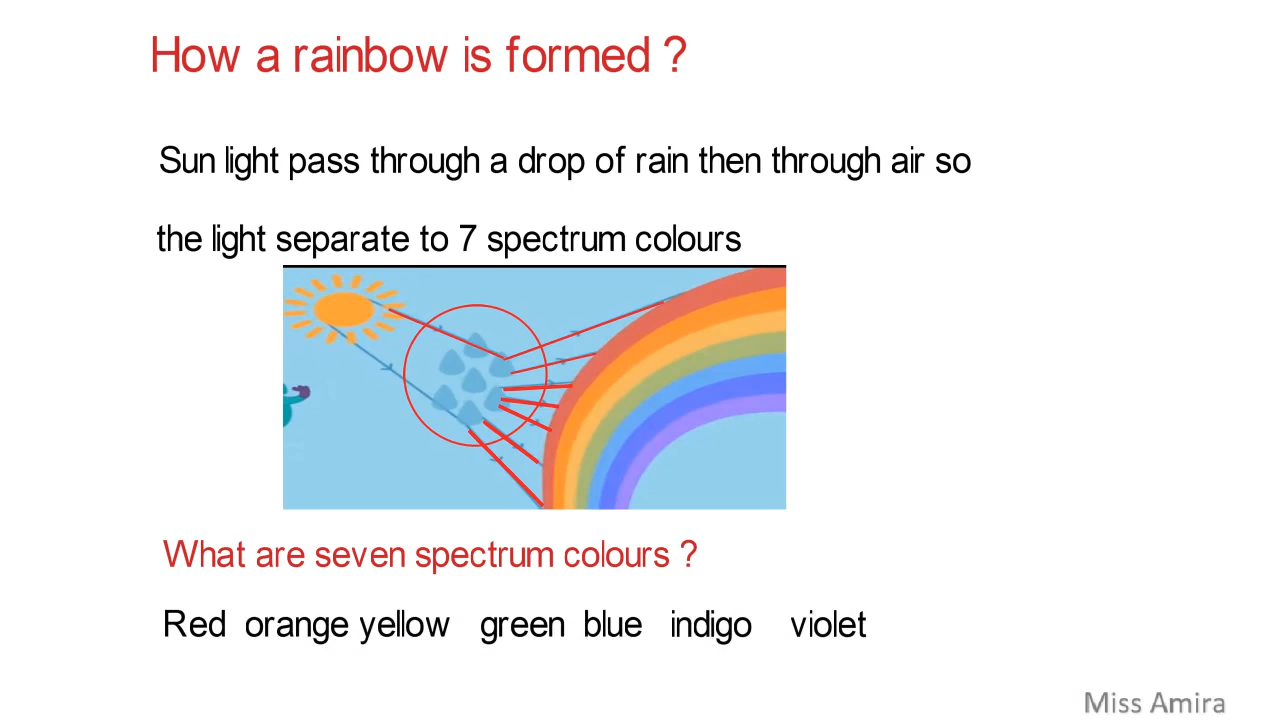 How a rainbow is formed ?
Sun light pass through a drop of rain then through air so
the light separate to 7 spectrum colours
What are seven spectrum colours ?
Red orange yellow green blue indigo violet
Miss Amira